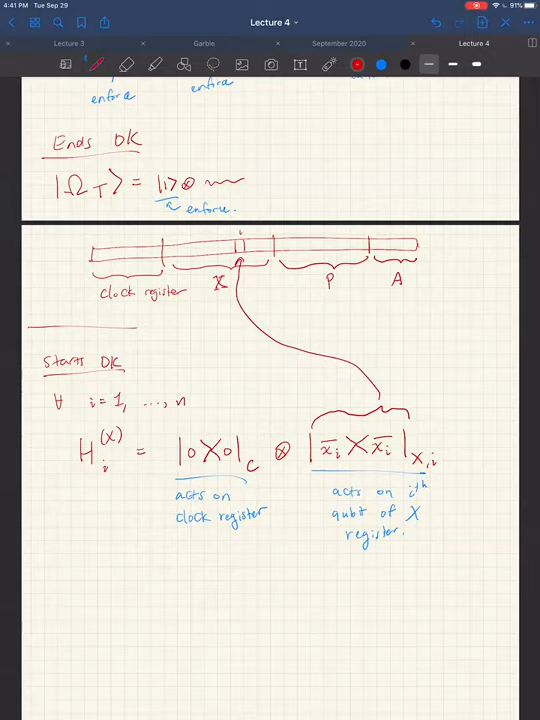 4:41 PM Tue Sep 29
91%
Lecture 4
Lecture 3
Garble
September 2020
Lecture 4
enforce
enforce
Ends OK
|Ω_T⟩ = |1⟩ ⊗
enforce.
i
clock register
X
P
A
Starts OK
∀ i = 1, ..., n
H_i^(X) = |0⟩⟨0|_C ⊗ |x̄_i⟩⟨x̄_i|_X,i
acts on
clock register
acts on i^th
qubit of X
register.